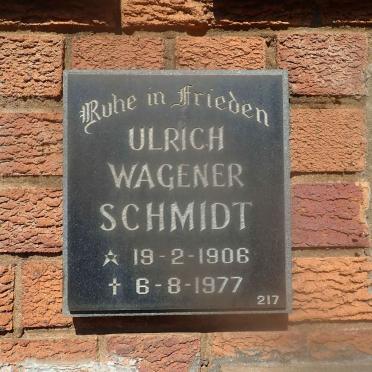 Ruhe in Frieden
ULRICH
WAGENER
SCHMIDT
☆ 19-2-1906
† 6-8-1977
217